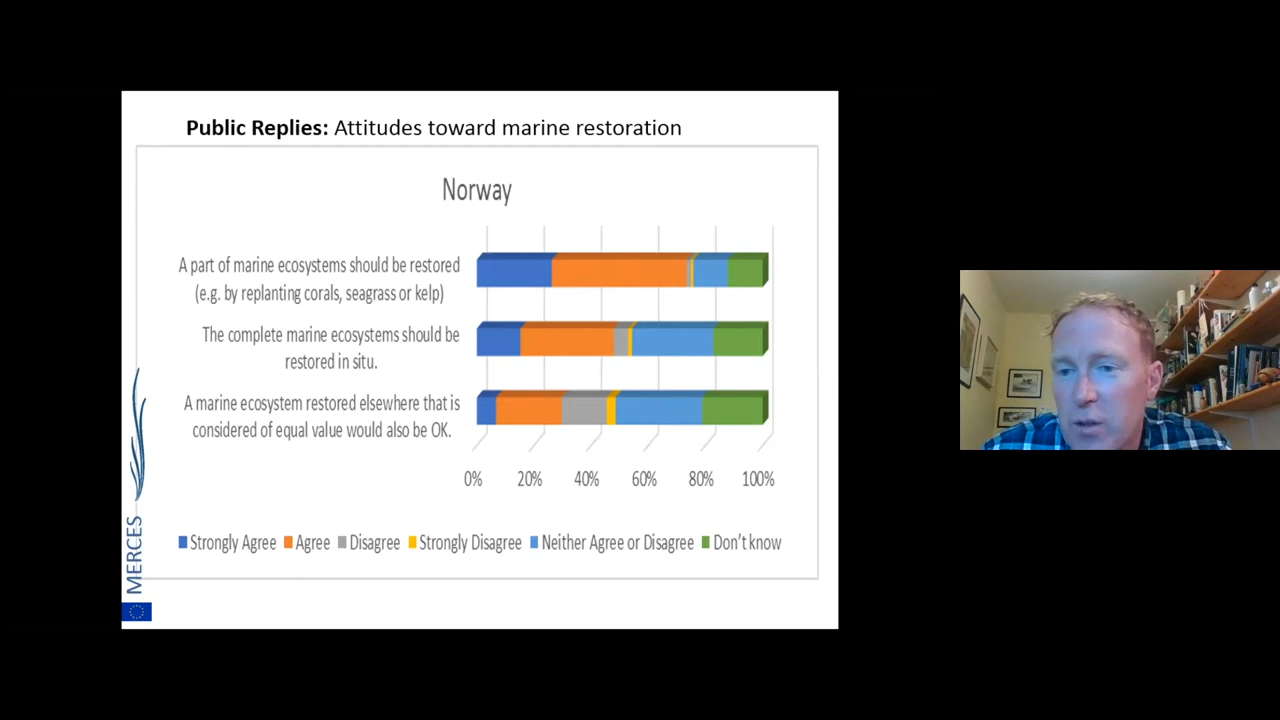 Public Replies: Attitudes toward marine restoration
Norway
A part of marine ecosystems should be restored
(e.g. by replanting corals, seagrass or kelp)
The complete marine ecosystems should be
restored in situ.
A marine ecosystem restored elsewhere that is
considered of equal value would also be OK.
0% 20% 40% 60% 80% 100%
Strongly Agree Agree Disagree Strongly Disagree Neither Agree or Disagree Don't know
MERCES